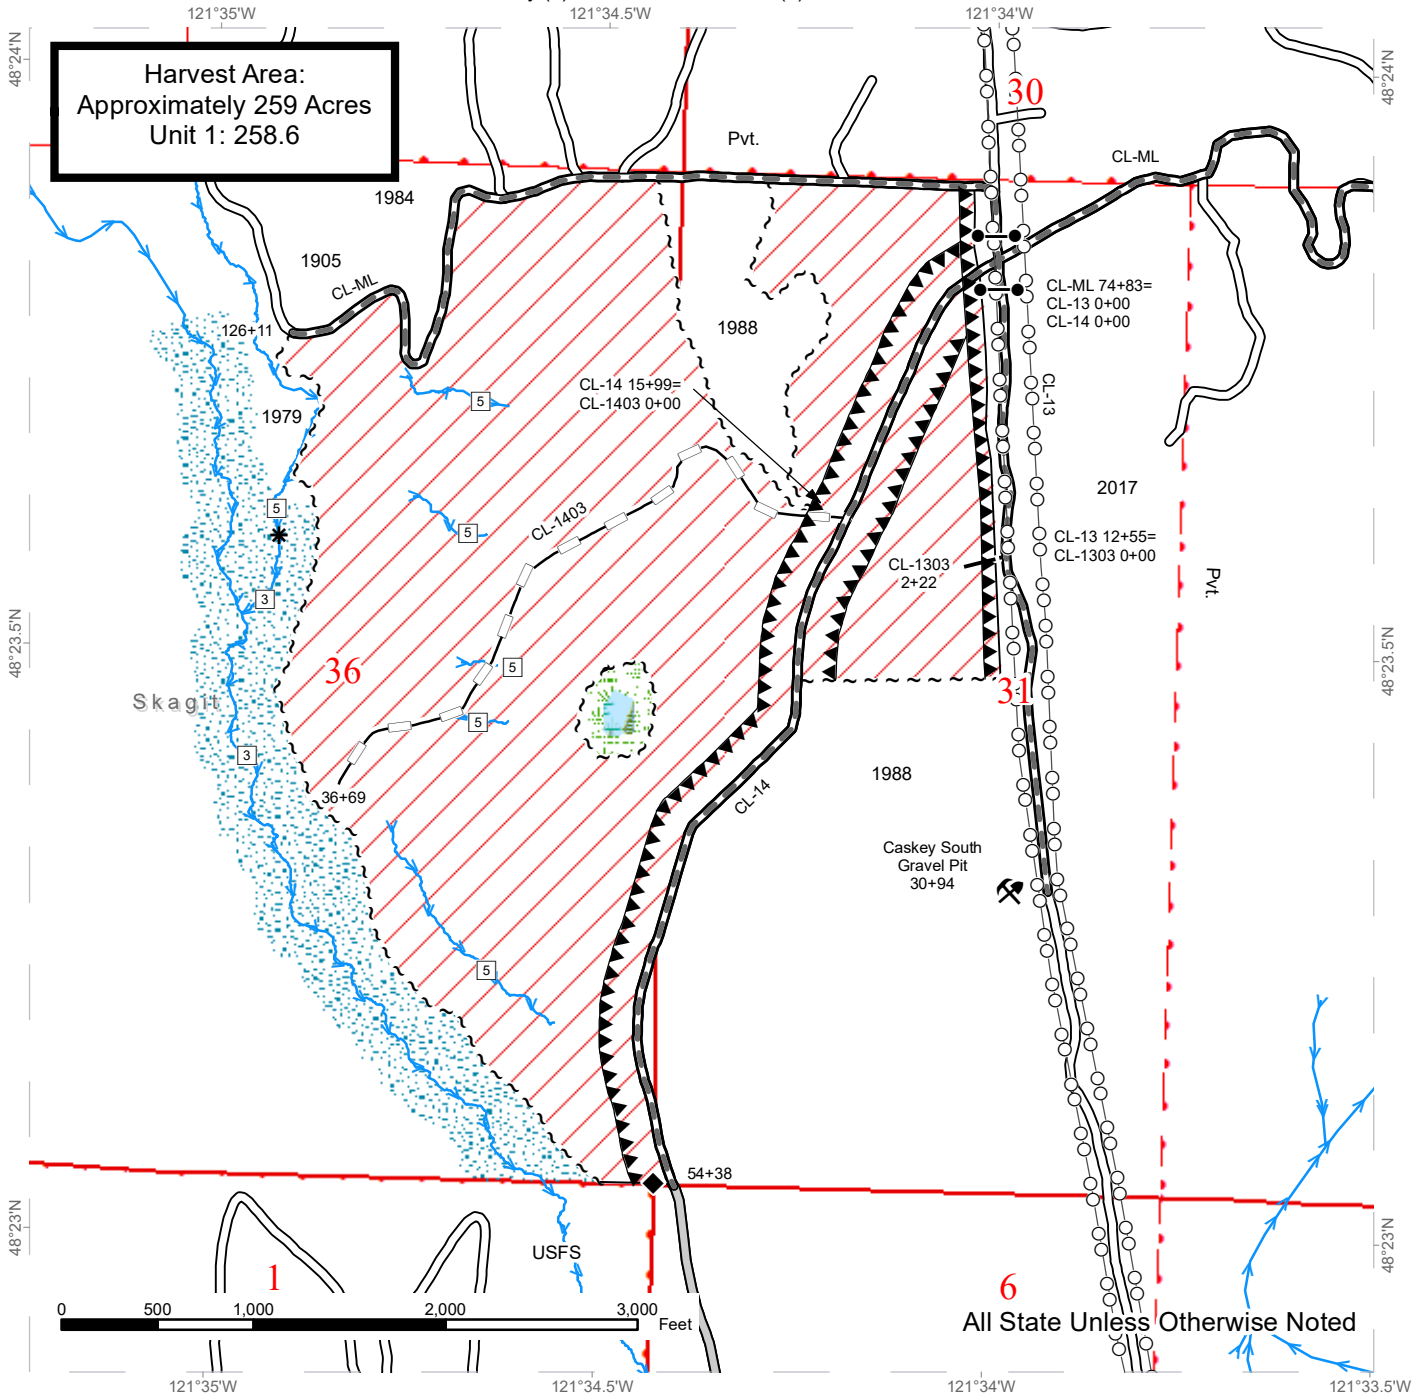 121°35'W
121°34.5'W
121°34'W
48°24'N
48°24'N
Harvest Area:
Approximately 259 Acres
Unit 1: 258.6
30
Pvt.
CL-ML
1984
1905
CL-ML
CL-ML 74+83=
CL-13 0+00
CL-14 0+00
126+11
1988
CL-14 15+99=
CL-1403 0+00
5
1979
CL-13
2017
5
5
CL-1403
CL-13 12+55=
CL-1303 0+00
CL-1303
2+22
Pvt.
3
48°23.5'N
48°23.5'N
36
5
31
Skagit
5
3
1988
36+69
CL-14
Caskey South
Gravel Pit
30+94
5
54+38
48°23'N
48°23'N
USFS
1
6
0 500 1,000 2,000 3,000
Feet
All State Unless Otherwise Noted
121°35'W
121°34.5'W
121°34'W
121°33.5'W